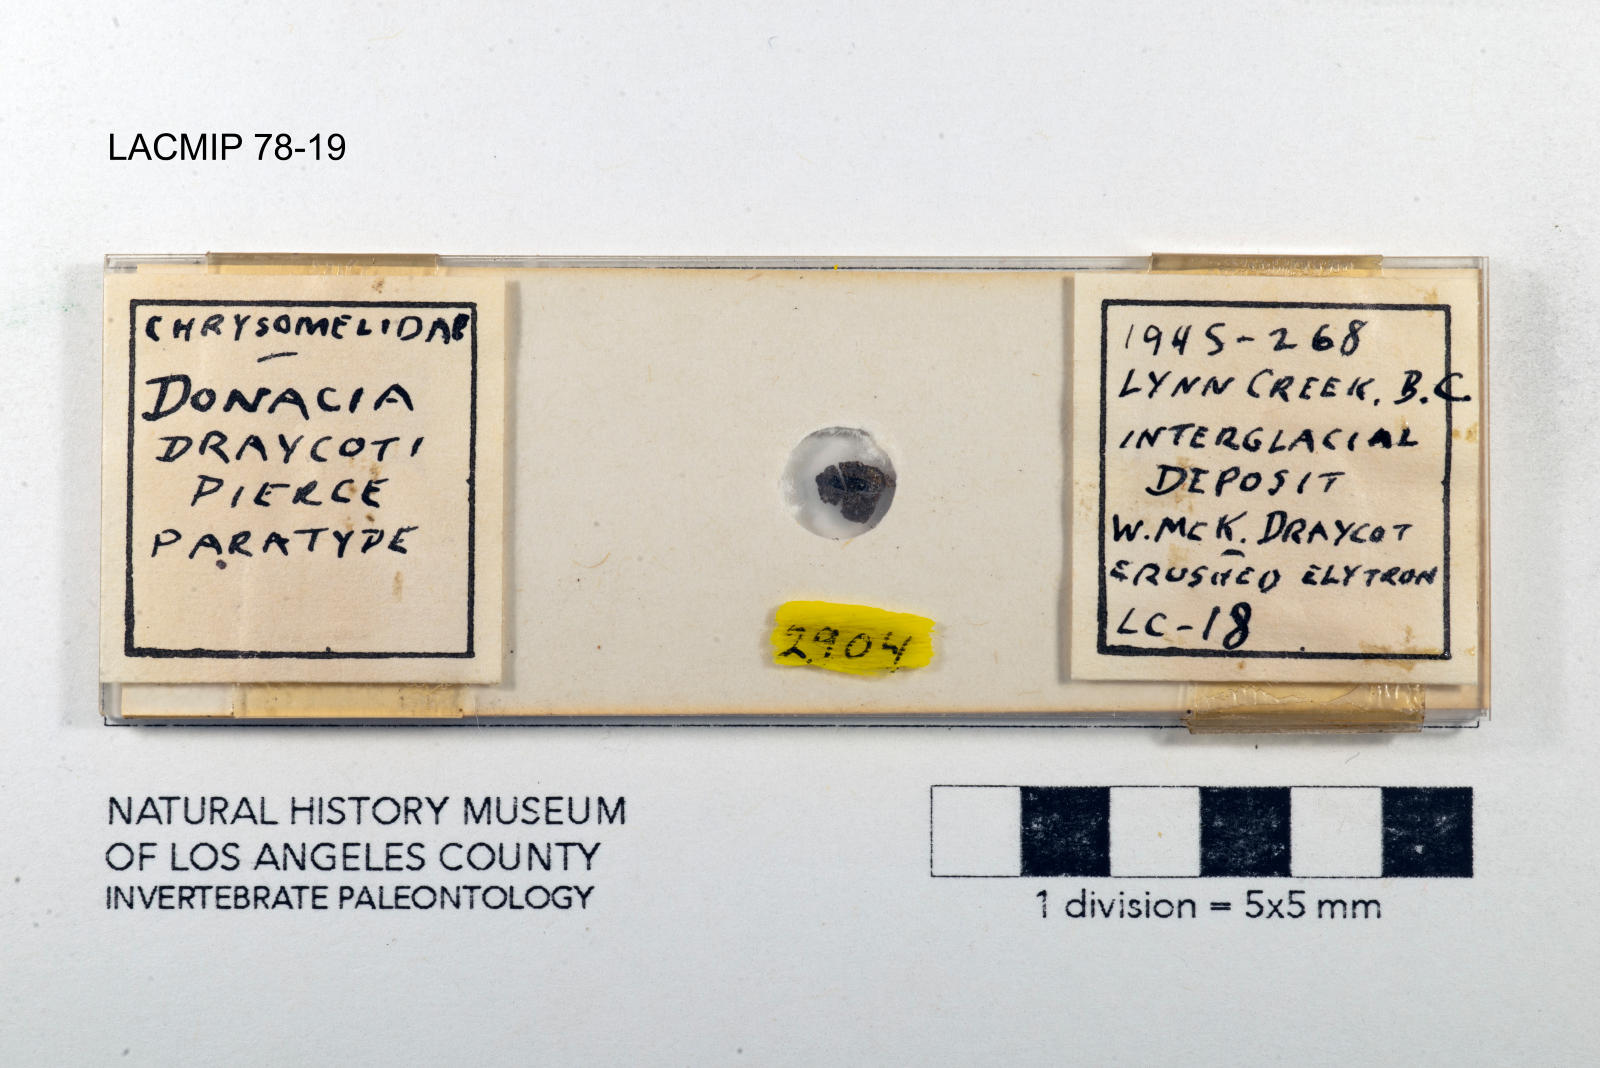 LACMIP 78-19
CHRYSOMELIDAE
DONACIA
DRAYCOTI
PIERCE
PARATYPE
1945-268
LYNN CREEK, B.C.
INTERGLACIAL
DEPOSIT
W. MCK. DRAYCOT
CRUSHED ELYTRON
LC-18
2904
NATURAL HISTORY MUSEUM
OF LOS ANGELES COUNTY
INVERTEBRATE PALEONTOLOGY
1 division = 5x5 mm